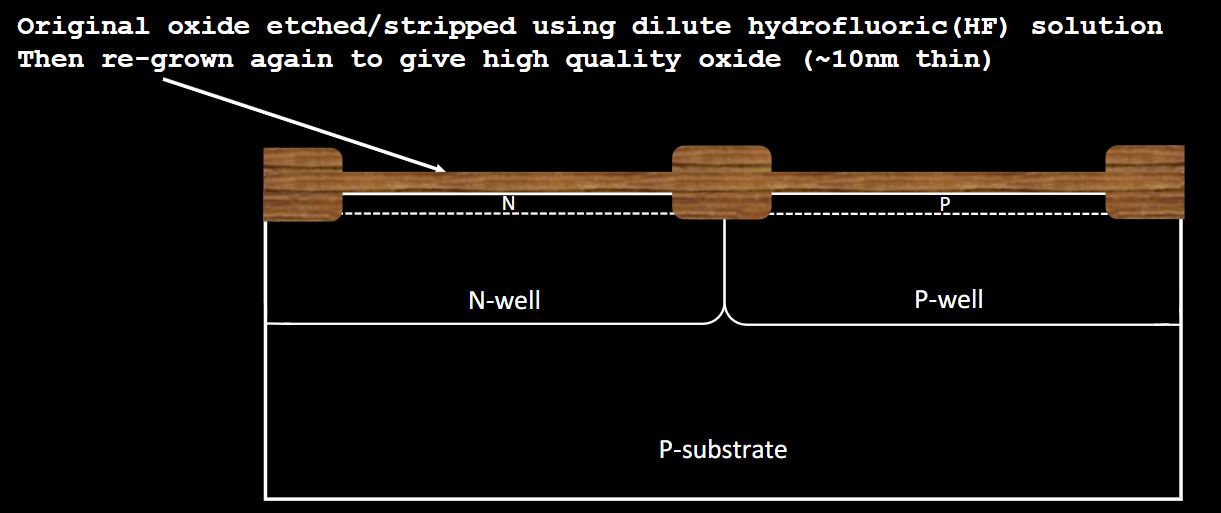 Original oxide etched/stripped using dilute hydrofluoric(HF) solution
Then re-grown again to give high quality oxide (~10nm thin)
N
P
N-well
P-well
P-substrate